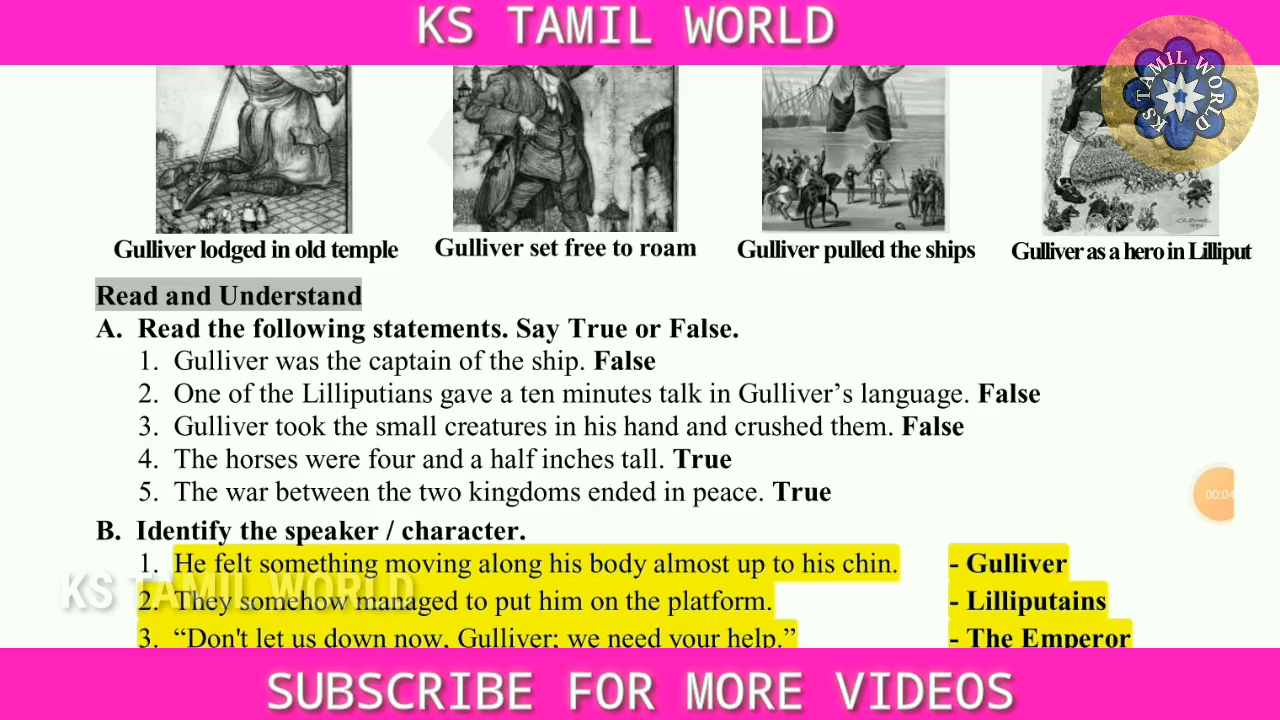 KS TAMIL WORLD
KS TAMIL WORLD
Gulliver lodged in old temple Gulliver set free to roam Gulliver pulled the ships Gulliver as a hero in Lilliput
Read and Understand
A. Read the following statements. Say True or False.
1. Gulliver was the captain of the ship. False
2. One of the Lilliputians gave a ten minutes talk in Gulliver’s language. False
3. Gulliver took the small creatures in his hand and crushed them. False
4. The horses were four and a half inches tall. True
5. The war between the two kingdoms ended in peace. True
00:04
B. Identify the speaker / character.
1. He felt something moving along his body almost up to his chin. - Gulliver
KS TAMIL WORLD
2. They somehow managed to put him on the platform. - Lilliputains
3. “Don't let us down now, Gulliver; we need your help.” - The Emperor
SUBSCRIBE FOR MORE VIDEOS